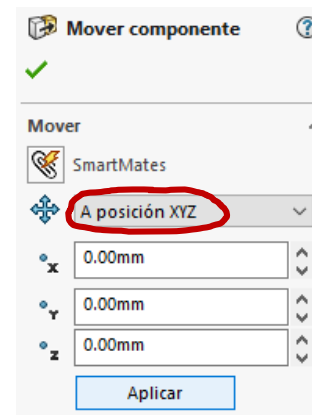 Mover componente
Mover
SmartMates
A posición XYZ
X 0.00mm
Y 0.00mm
Z 0.00mm
Aplicar